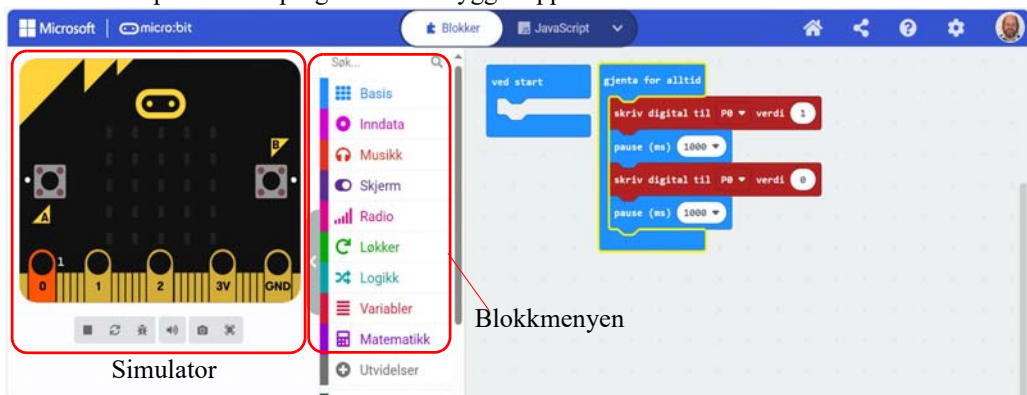 Microsoft micro:bit Blokker JavaScript
Søk...
Basis
Inndata
Musikk
Skjerm
Radio
Løkker
Logikk
Variabler
Matematikk
Utvidelser
B
A
1
0 1 2 3V GND
Simulator
Blokkmenyen
ved start
gjenta for alltid
skriv digital til P0 verdi 1
pause (ms) 1000
skriv digital til P0 verdi 0
pause (ms) 1000